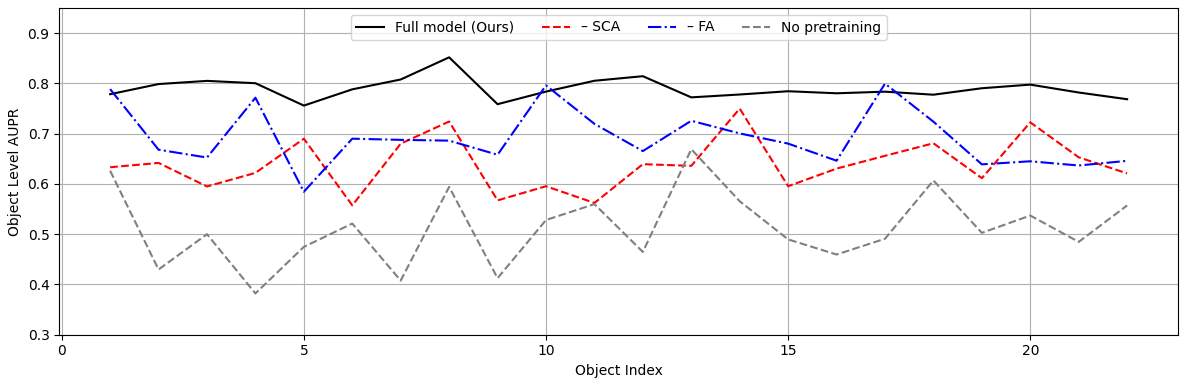 Full model (Ours) – SCA – FA No pretraining
0.9
0.8
0.7
0.6
0.5
0.4
0.3
Object Level AUPR
0 5 10 15 20
Object Index